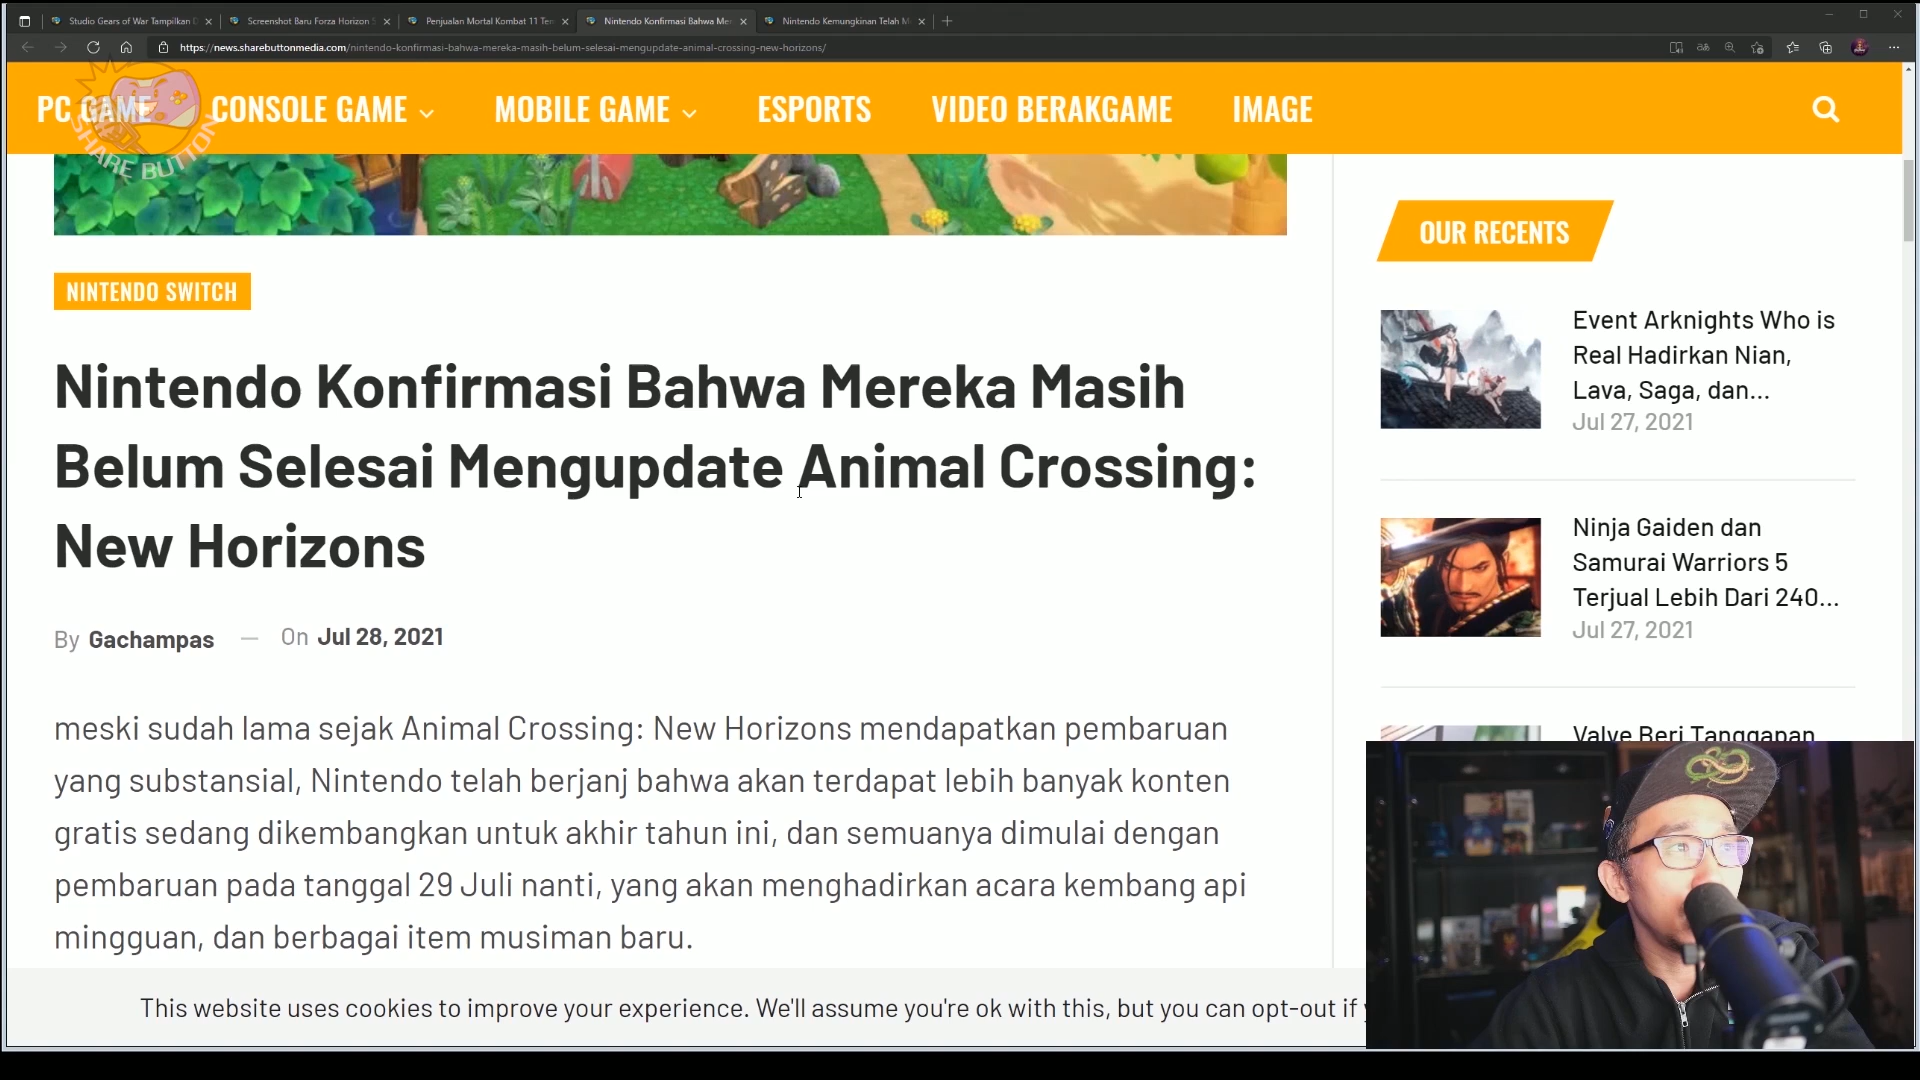 Studio Gears of War Tampilkan D
Screenshot Baru Forza Horizon 5
Penjualan Mortal Kombat 11 Tem
Nintendo Konfirmasi Bahwa Mer
Nintendo Kemungkinan Telah M
https://news.sharebuttonmedia.com/nintendo-konfirmasi-bahwa-mereka-masih-belum-selesai-mengupdate-animal-crossing-new-horizons/
PC GAME CONSOLE GAME MOBILE GAME ESPORTS VIDEO BERAKGAME IMAGE
SHARE BUTTON
NINTENDO SWITCH
Nintendo Konfirmasi Bahwa Mereka Masih
Belum Selesai Mengupdate Animal Crossing:
New Horizons
By Gachampas — On Jul 28, 2021
meski sudah lama sejak Animal Crossing: New Horizons mendapatkan pembaruan
yang substansial, Nintendo telah berjanj bahwa akan terdapat lebih banyak konten
gratis sedang dikembangkan untuk akhir tahun ini, dan semuanya dimulai dengan
pembaruan pada tanggal 29 Juli nanti, yang akan menghadirkan acara kembang api
mingguan, dan berbagai item musiman baru.
OUR RECENTS
Event Arknights Who is
Real Hadirkan Nian,
Lava, Saga, dan...
Jul 27, 2021
Ninja Gaiden dan
Samurai Warriors 5
Terjual Lebih Dari 240...
Jul 27, 2021
Valve Beri Tanggapan
This website uses cookies to improve your experience. We'll assume you're ok with this, but you can opt-out if